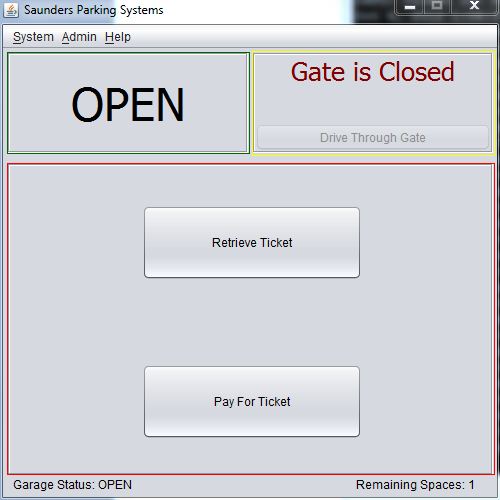 Saunders Parking Systems
System Admin Help
OPEN
Gate is Closed
Drive Through Gate
Retrieve Ticket
Pay For Ticket
Garage Status: OPEN
Remaining Spaces: 1